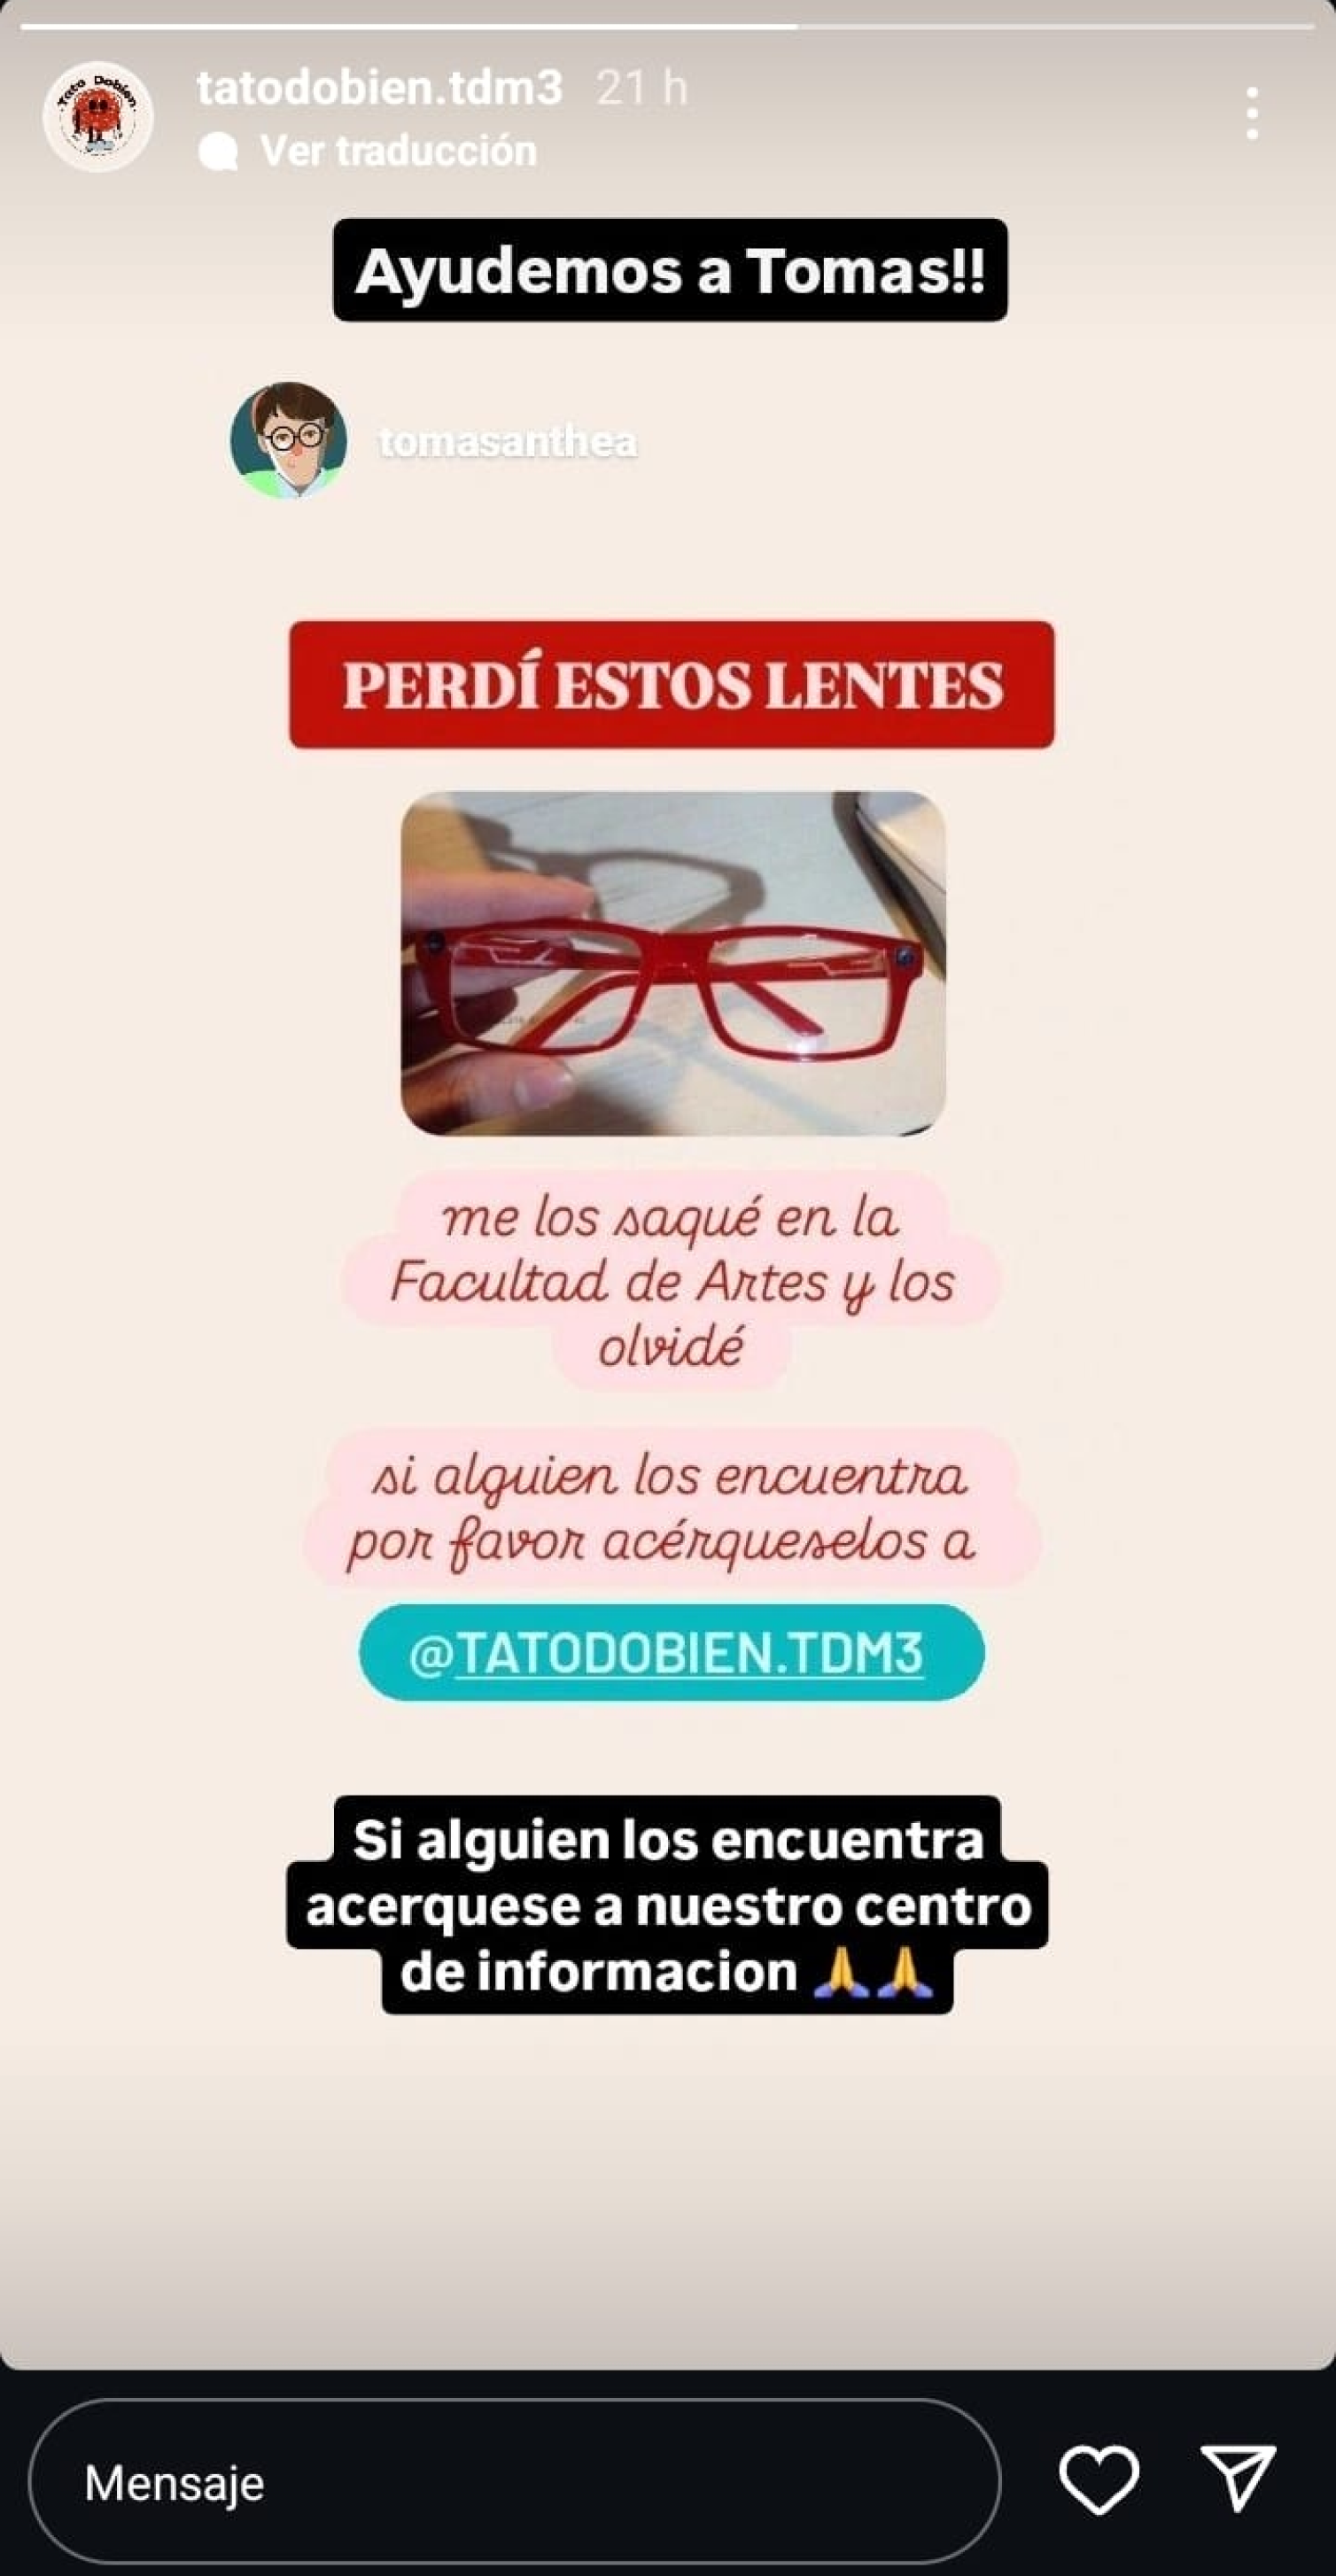 Tato Dobien
tatodobien.tdm3 21 h
Ver traducción
Ayudemos a Tomas!!
tomasanthea
PERDÍ ESTOS LENTES
me los saqué en la
Facultad de Artes y los
olvidé
si alguien los encuentra
por favor acérqueselos a
@TATODOBIEN.TDM3
Si alguien los encuentra
acerquese a nuestro centro
de informacion 🙏🙏
Mensaje